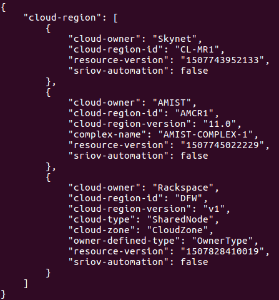 {
"cloud-region": [
{
"cloud-owner": "Skynet",
"cloud-region-id": "CL-MR1",
"resource-version": "1507743952133",
"sriov-automation": false
},
{
"cloud-owner": "AMIST",
"cloud-region-id": "AMCR1",
"cloud-region-version": "11.0",
"complex-name": "AMIST-COMPLEX-1",
"resource-version": "1507745022229",
"sriov-automation": false
},
{
"cloud-owner": "Rackspace",
"cloud-region-id": "DFW",
"cloud-region-version": "v1",
"cloud-type": "SharedNode",
"cloud-zone": "CloudZone",
"owner-defined-type": "OwnerType",
"resource-version": "1507828410019",
"sriov-automation": false
}
]
}